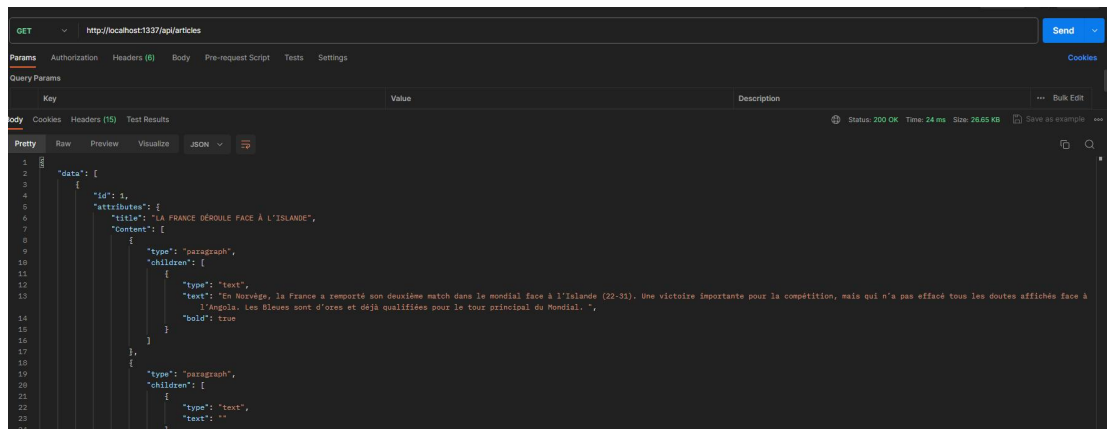 GET http://localhost:1337/api/articles Send
Params Authorization Headers (6) Body Pre-request Script Tests Settings Cookies
Query Params
Key Value Description Bulk Edit
Body Cookies Headers (15) Test Results Status: 200 OK Time: 24 ms Size: 26.65 KB Save as example
Pretty Raw Preview Visualize JSON
1 {
2 "data": [
3 {
4 "id": 1,
5 "attributes": {
6 "title": "LA FRANCE DÉROULE FACE À L'ISLANDE",
7 "Content": [
8 {
9 "type": "paragraph",
10 "children": [
11 {
12 "type": "text",
13 "text": "En Norvège, la France a remporté son deuxième match dans le mondial face à l'Islande (22-31). Une victoire importante pour la compétition, mais qui n'a pas effacé tous les doutes affichés face à
l'Angola. Les Bleues sont d'ores et déjà qualifiées pour le tour principal du Mondial. ",
14 "bold": true
15 }
16 ]
17 },
18 {
19 "type": "paragraph",
20 "children": [
21 {
22 "type": "text",
23 "text": ""